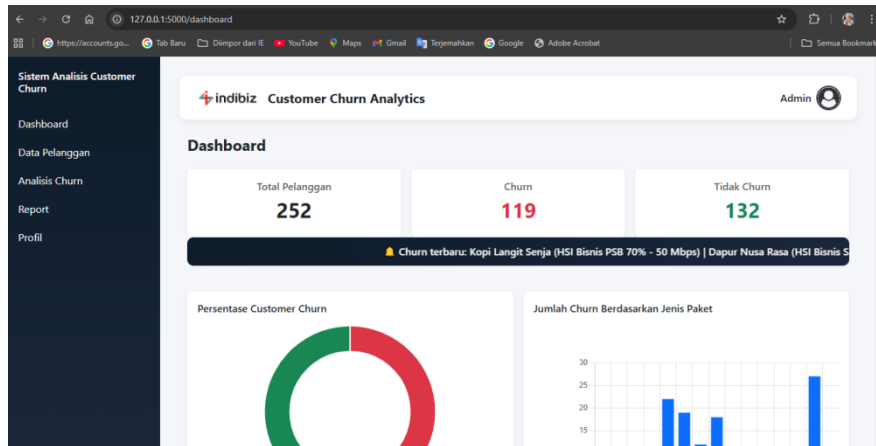 127.0.0.1:5000/dashboard
https://accounts.go... Tab Baru Diimpor dari IE YouTube Maps Gmail Terjemahkan Google Adobe Acrobat Semua Bookmark
Sistem Analisis Customer
Churn
Dashboard
Data Pelanggan
Analisis Churn
Report
Profil
indibiz Customer Churn Analytics
Admin
Dashboard
Total Pelanggan
252
Churn
119
Tidak Churn
132
Churn terbaru: Kopi Langit Senja (HSI Bisnis PSB 70% - 50 Mbps) | Dapur Nusa Rasa (HSI Bisnis S
Persentase Customer Churn
Jumlah Churn Berdasarkan Jenis Paket
30
25
20
15